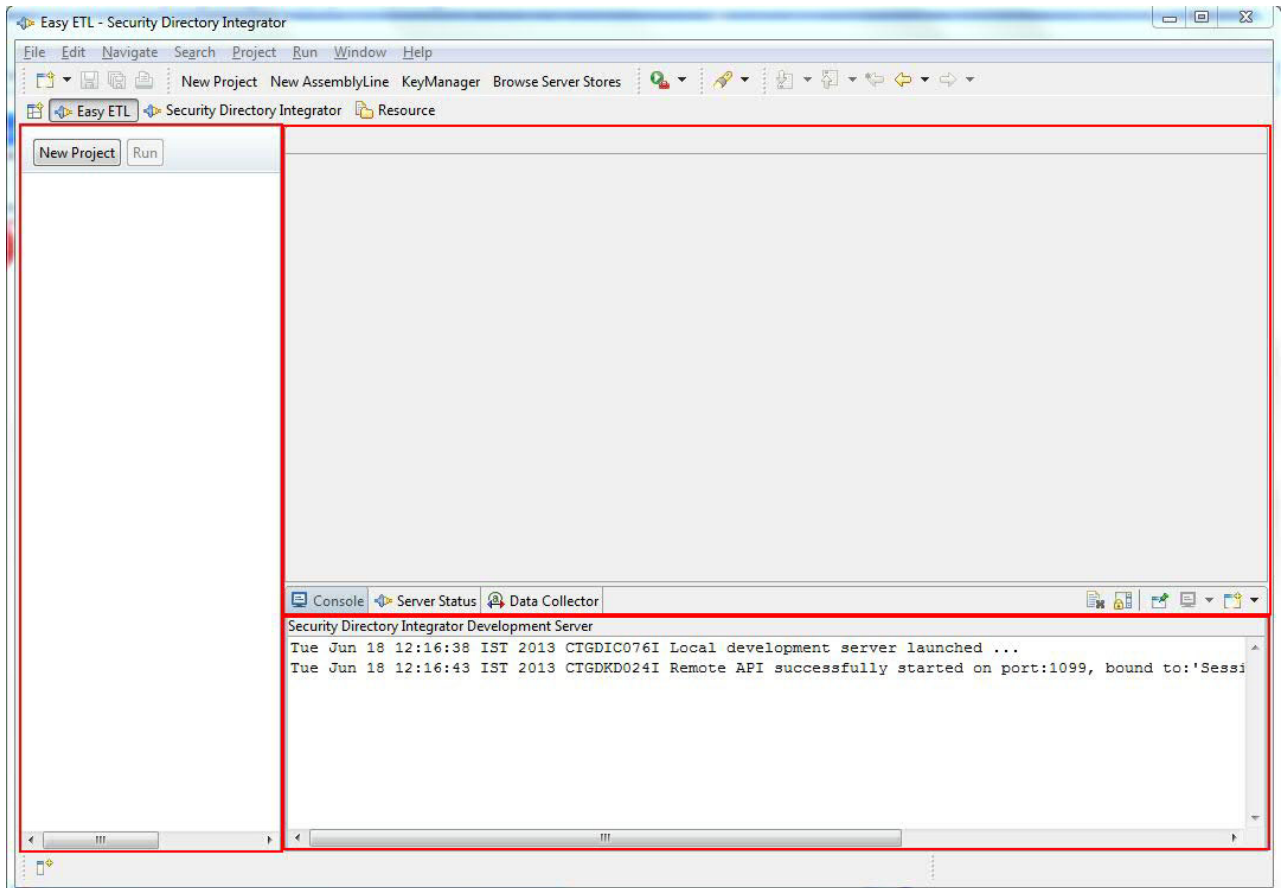 Easy ETL - Security Directory Integrator
File Edit Navigate Search Project Run Window Help
New Project New AssemblyLine KeyManager Browse Server Stores
Easy ETL Security Directory Integrator Resource
New Project Run
Console Server Status Data Collector
Security Directory Integrator Development Server
Tue Jun 18 12:16:38 IST 2013 CTGDIC076I Local development server launched ...
Tue Jun 18 12:16:43 IST 2013 CTGDKD024I Remote API successfully started on port:1099, bound to:'Sessi